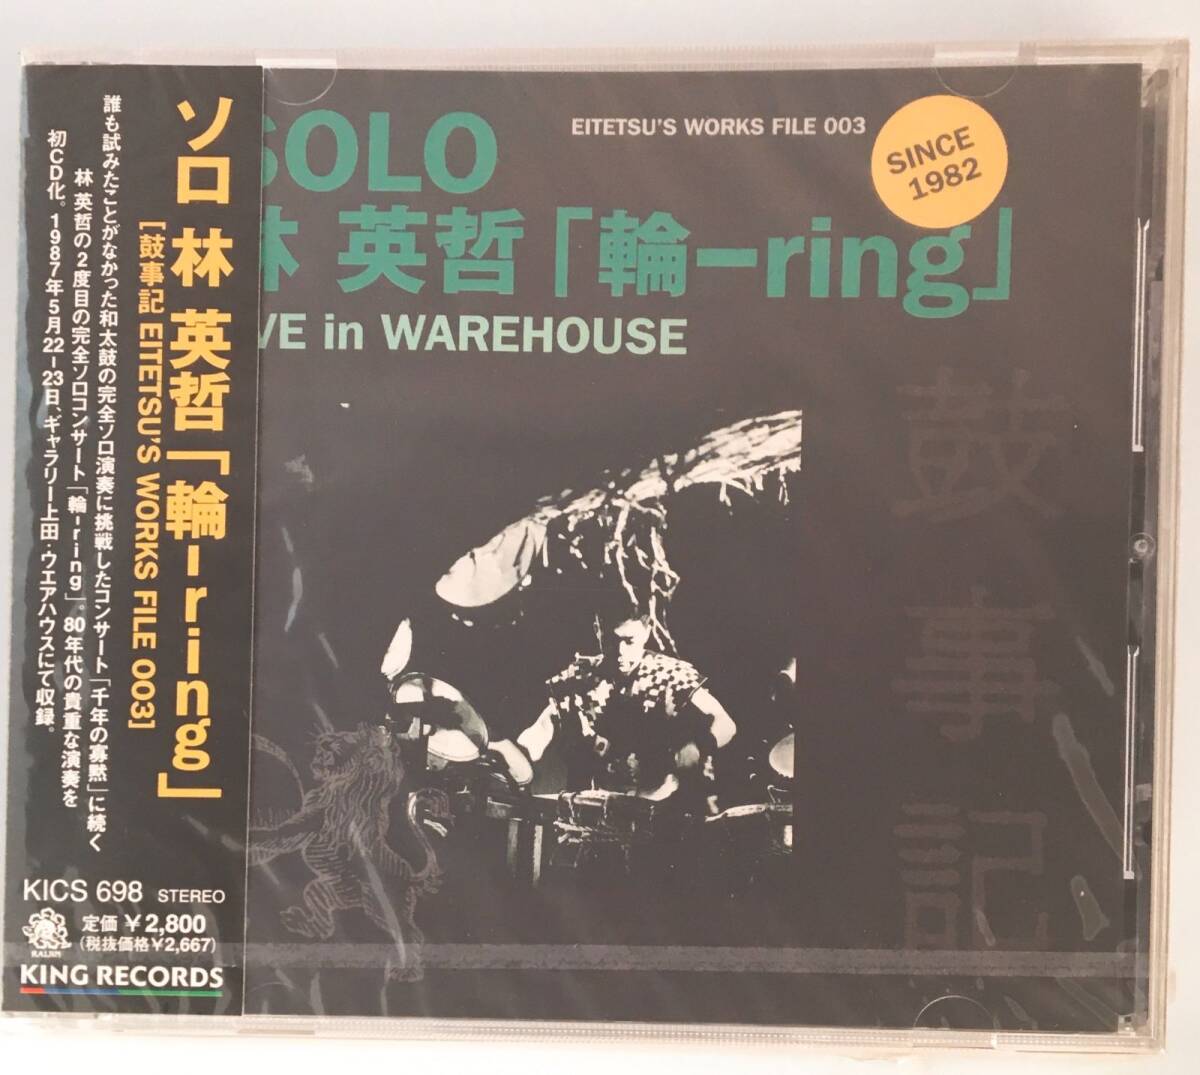 ソロ 林 英哲「輪-ring」
[鼓事記 EITETSU'S WORKS FILE 003]
誰も試みたことがなかった和太鼓の完全ソロ演奏に挑戦したコンサート「千年の寡黙」に続く
林 英哲の2度目の完全ソロコンサート「輪-ring」。80年代の貴重な演奏を
初CD化。1987年5月22-23日、ギャラリー上田・ウエアハウスにて収録。
KICS 698 STEREO
定価 ¥2,800
(税抜価格¥2,667)
KING RECORDS
EITETSU'S WORKS FILE 003
SINCE
1982
SOLO
林 英哲「輪-ring」
VE in WAREHOUSE
鼓事記